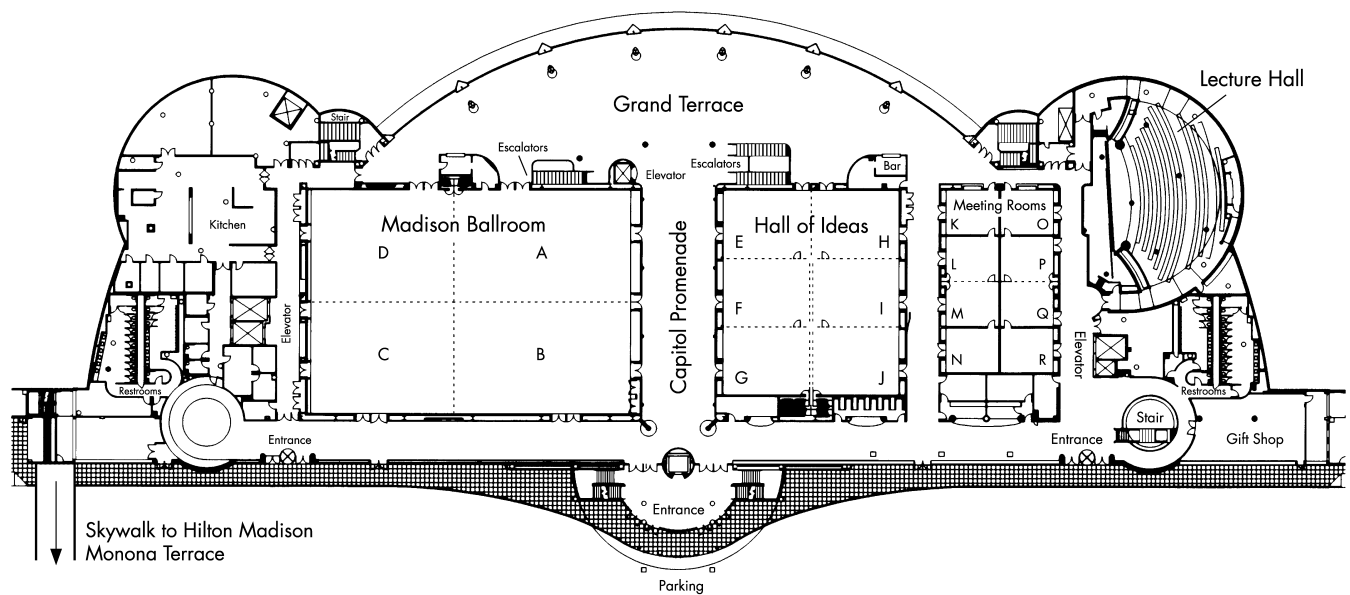 Lecture Hall
Grand Terrace
Stair
Escalators
Elevator
Escalators
Bar
Kitchen
Madison Ballroom
D
A
C
B
Elevator
Capitol Promenade
Hall of Ideas
E
H
F
I
G
J
Meeting Rooms
K
O
L
P
M
Q
N
R
Elevator
Restrooms
Restrooms
Entrance
Entrance
Stair
Gift Shop
Entrance
Skywalk to Hilton Madison
Monona Terrace
Parking